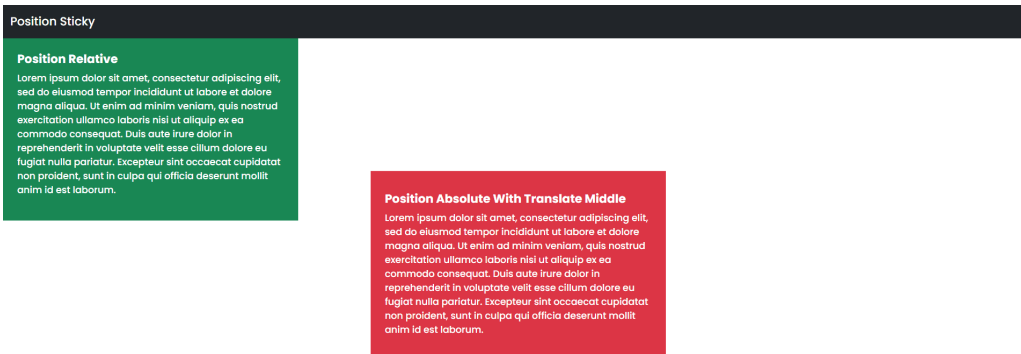 Position Sticky
Position Relative
Lorem ipsum dolor sit amet, consectetur adipiscing elit,
sed do eiusmod tempor incididunt ut labore et dolore
magna aliqua. Ut enim ad minim veniam, quis nostrud
exercitation ullamco laboris nisi ut aliquip ex ea
commodo consequat. Duis aute irure dolor in
reprehenderit in voluptate velit esse cillum dolore eu
fugiat nulla pariatur. Excepteur sint occaecat cupidatat
non proident, sunt in culpa qui officia deserunt mollit
anim id est laborum.
Position Absolute With Translate Middle
Lorem ipsum dolor sit amet, consectetur adipiscing elit,
sed do eiusmod tempor incididunt ut labore et dolore
magna aliqua. Ut enim ad minim veniam, quis nostrud
exercitation ullamco laboris nisi ut aliquip ex ea
commodo consequat. Duis aute irure dolor in
reprehenderit in voluptate velit esse cillum dolore eu
fugiat nulla pariatur. Excepteur sint occaecat cupidatat
non proident, sunt in culpa qui officia deserunt mollit
anim id est laborum.